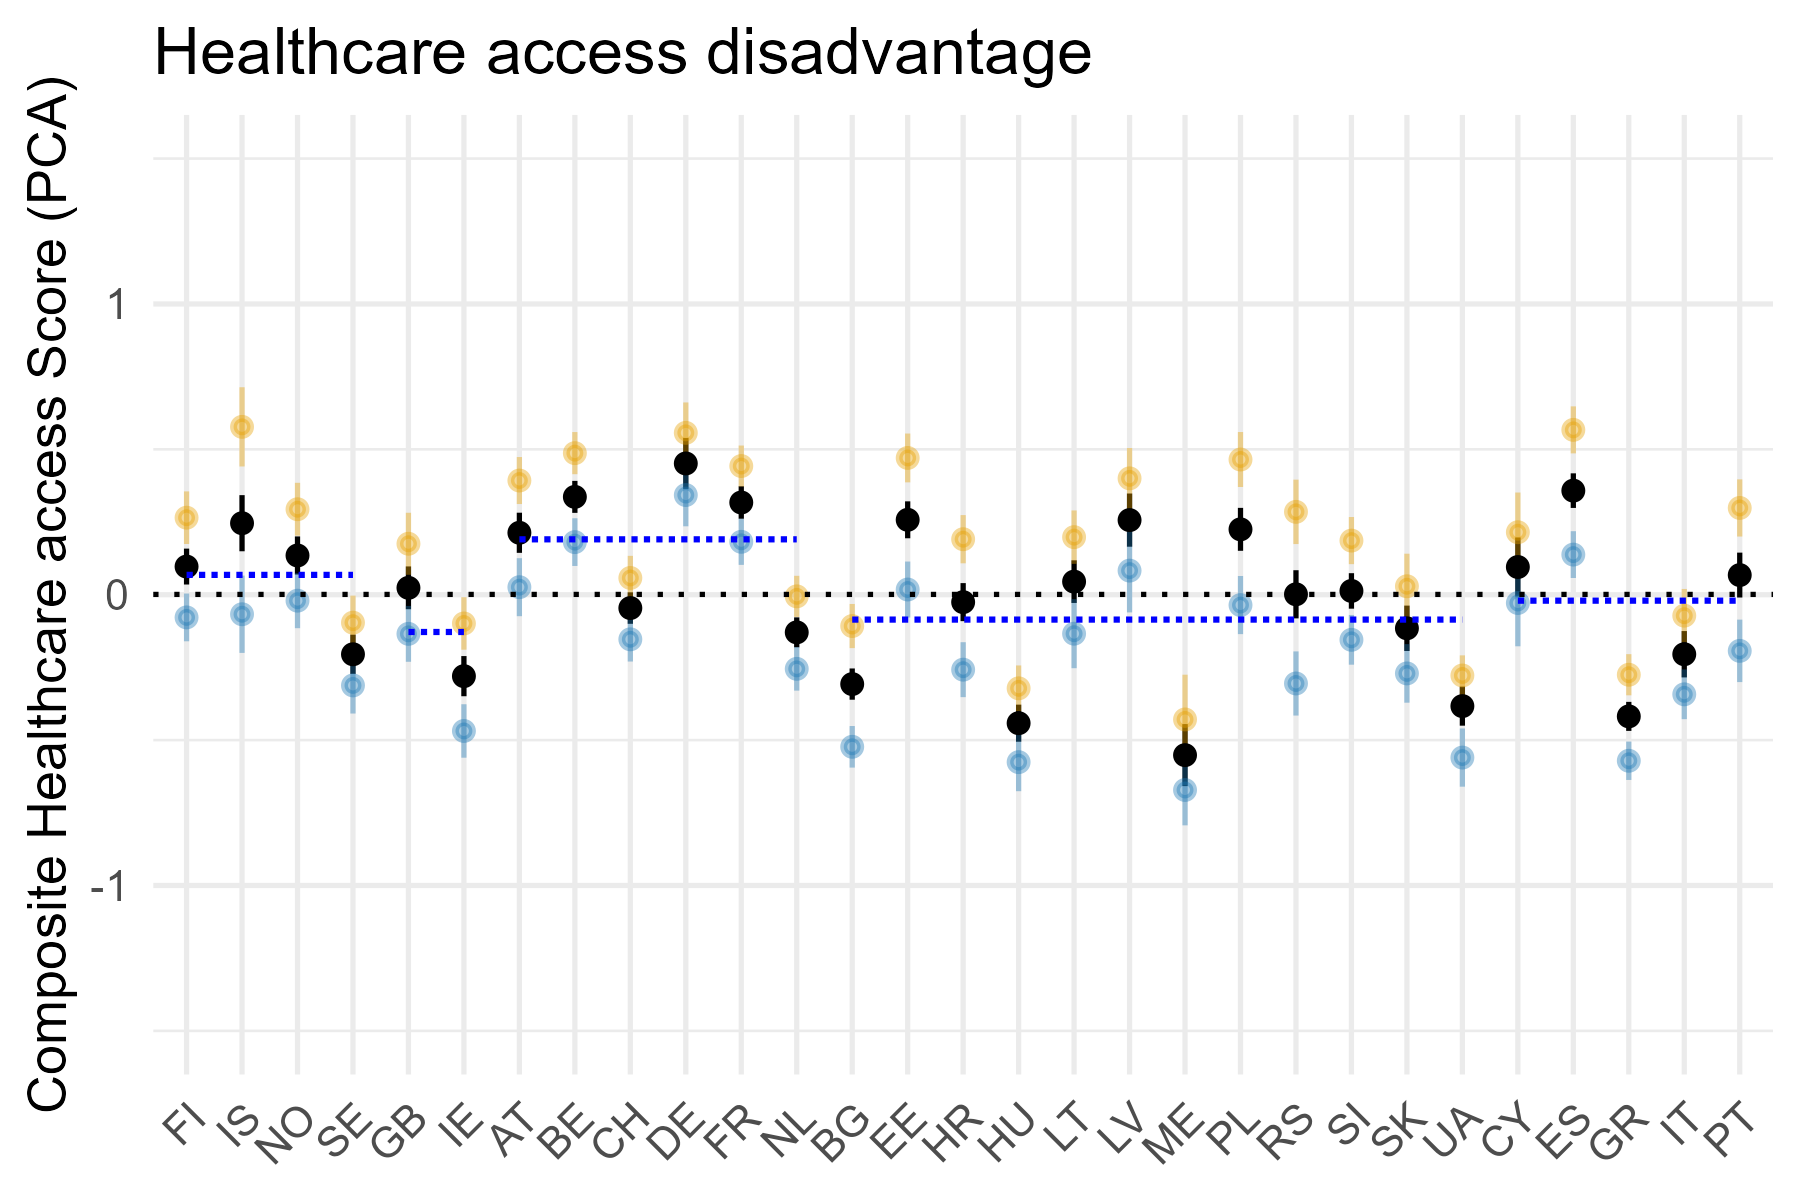 Healthcare access disadvantage
Composite Healthcare access Score (PCA)
1
0
-1
FI IS NO SE GB IE AT BE CH DE FR NL BG EE HR HU LT LV ME PL RS SI SK UA CY ES GR IT PT